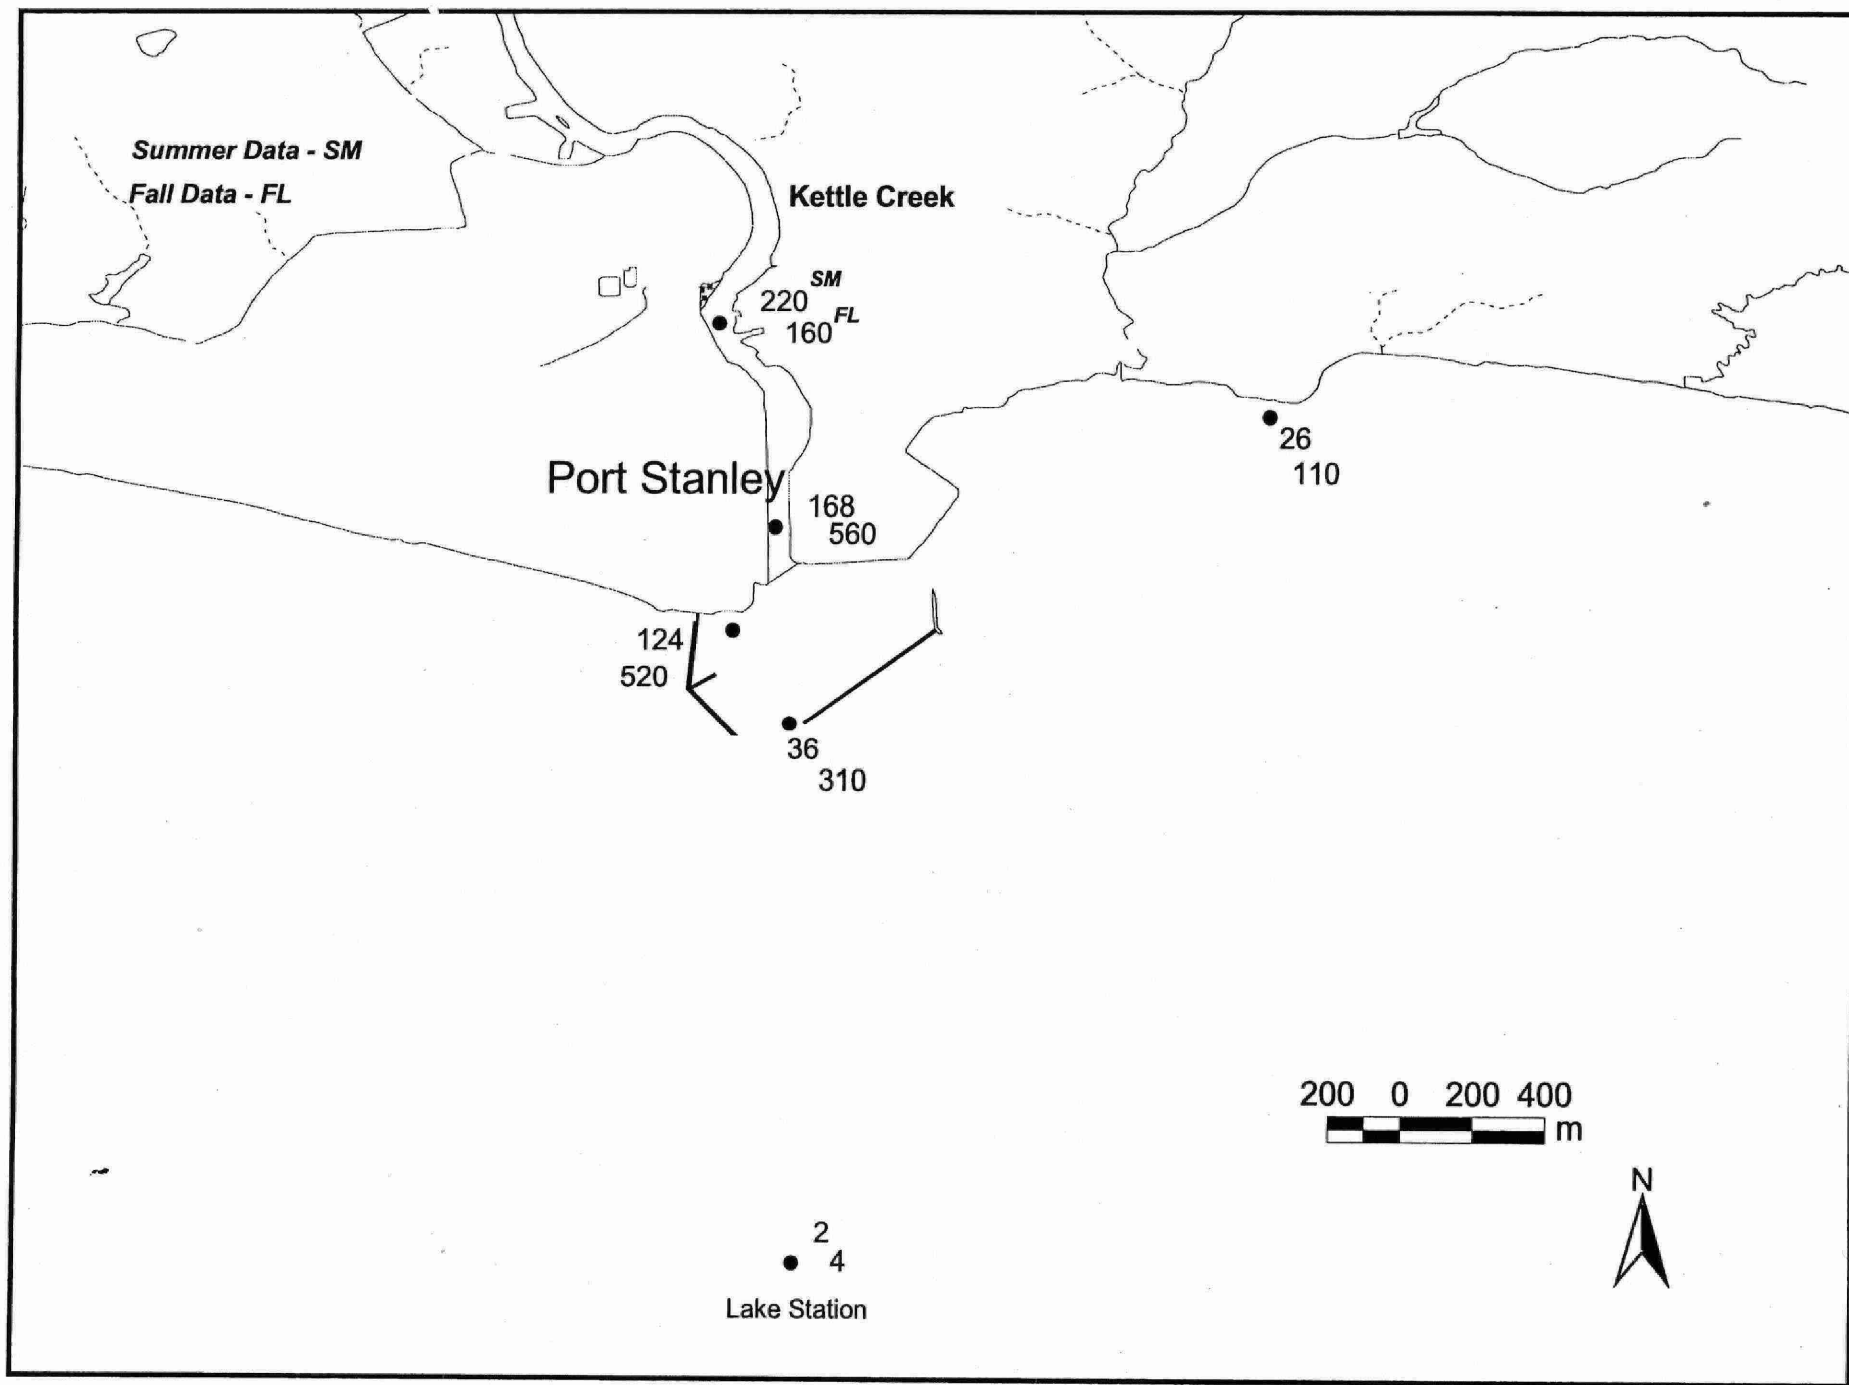 Summer Data - SM
Fall Data - FL
Kettle Creek
220 SM
160 FL
26
110
Port Stanley
168
560
124
520
36
310
200 0 200 400
m
N
2
4
Lake Station